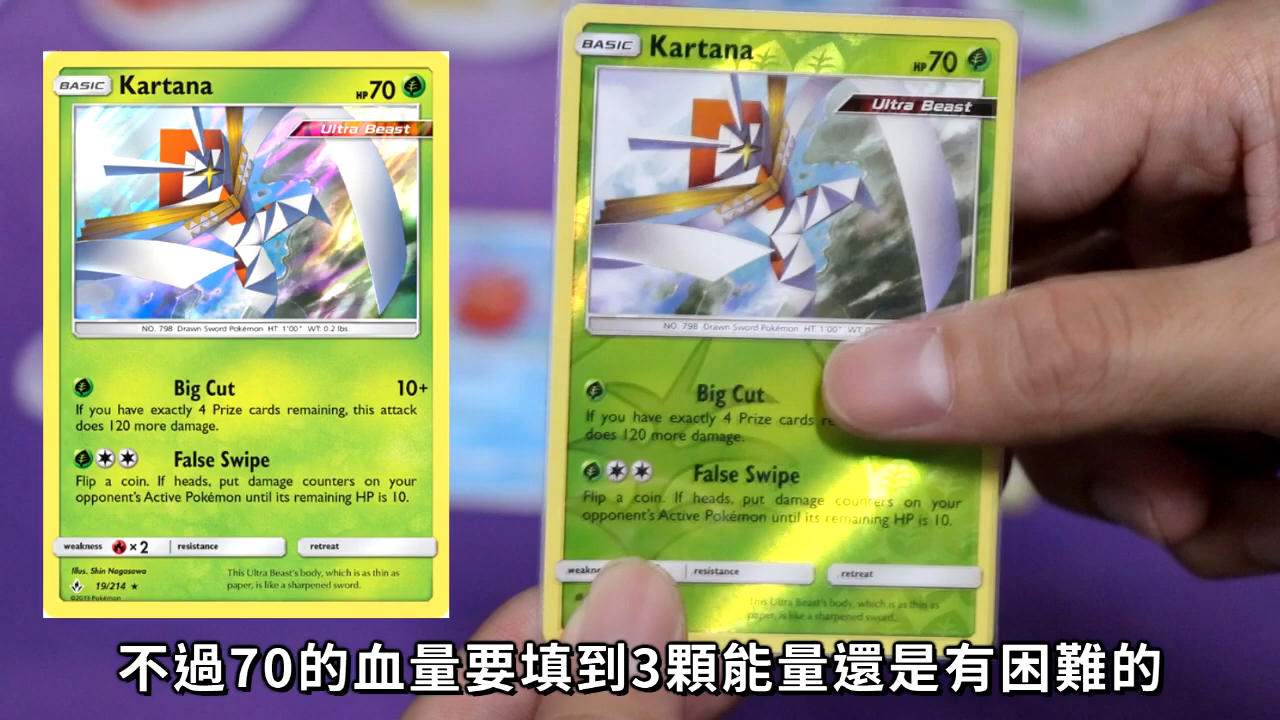 BASIC Kartana HP 70
Ultra Beast
NO. 798 Drawn Sword Pokémon HT: 1'00" WT: 0.2 lbs.
Big Cut 10+
If you have exactly 4 Prize cards remaining, this attack
does 120 more damage.
False Swipe
Flip a coin. If heads, put damage counters on your
opponent's Active Pokémon until its remaining HP is 10.
weakness ×2 resistance retreat
Illus. Shin Nagasawa
19/214 ★
©2019 Pokémon
This Ultra Beast's body, which is as thin as
paper, is like a sharpened sword.
BASIC Kartana HP 70
Ultra Beast
NO. 798 Drawn Sword Pokémon HT: 1'00" WT:
Big Cut
If you have exactly 4 Prize cards
does 120 more damage.
False Swipe
Flip a coin. If heads, put damage counters on your
opponent's Active Pokémon until its remaining HP is 10.
resistance retreat
This Ultra Beast's body, which is as thin as
paper, is like a sharpened sword.
不過70的血量要填到3顆能量還是有困難的